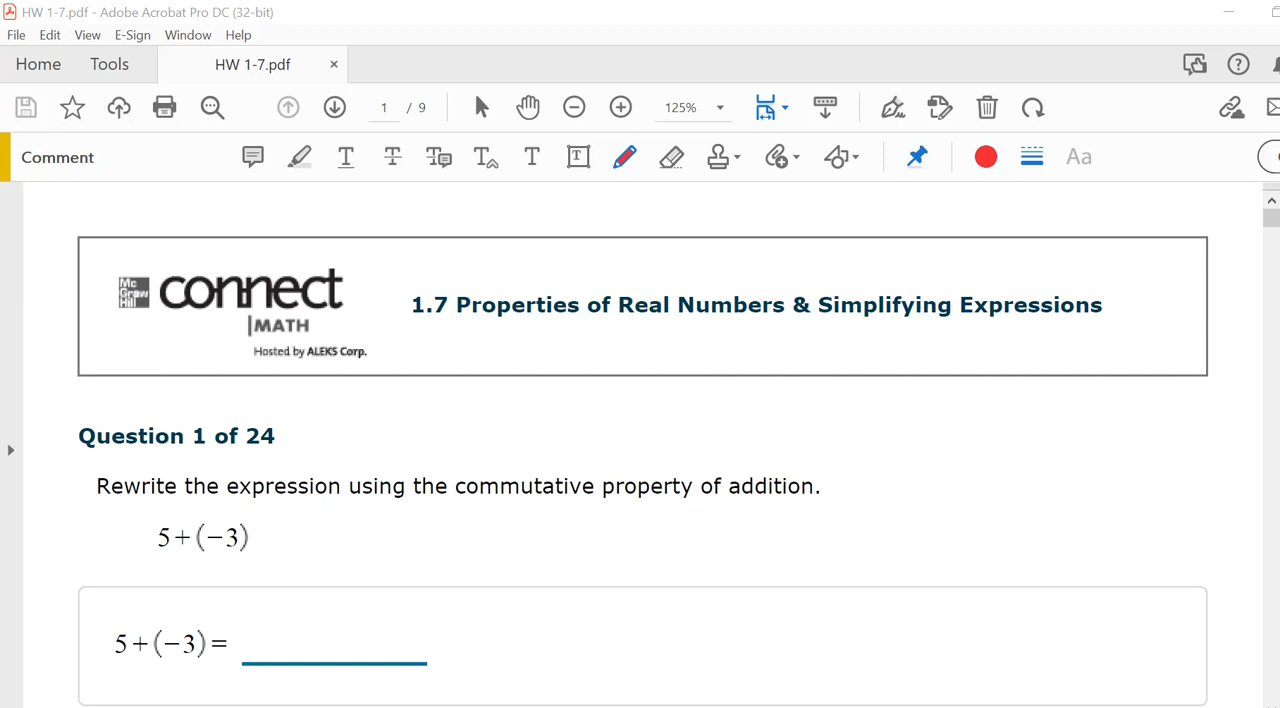 HW 1-7.pdf - Adobe Acrobat Pro DC (32-bit)
File Edit View E-Sign Window Help
Home Tools HW 1-7.pdf ×
1 / 9 125%
Comment T T T T T T Aa
Mc Graw Hill connect
|MATH
Hosted by ALEKS Corp.
1.7 Properties of Real Numbers & Simplifying Expressions
Question 1 of 24
Rewrite the expression using the commutative property of addition.
5+(−3)
5+(−3)=